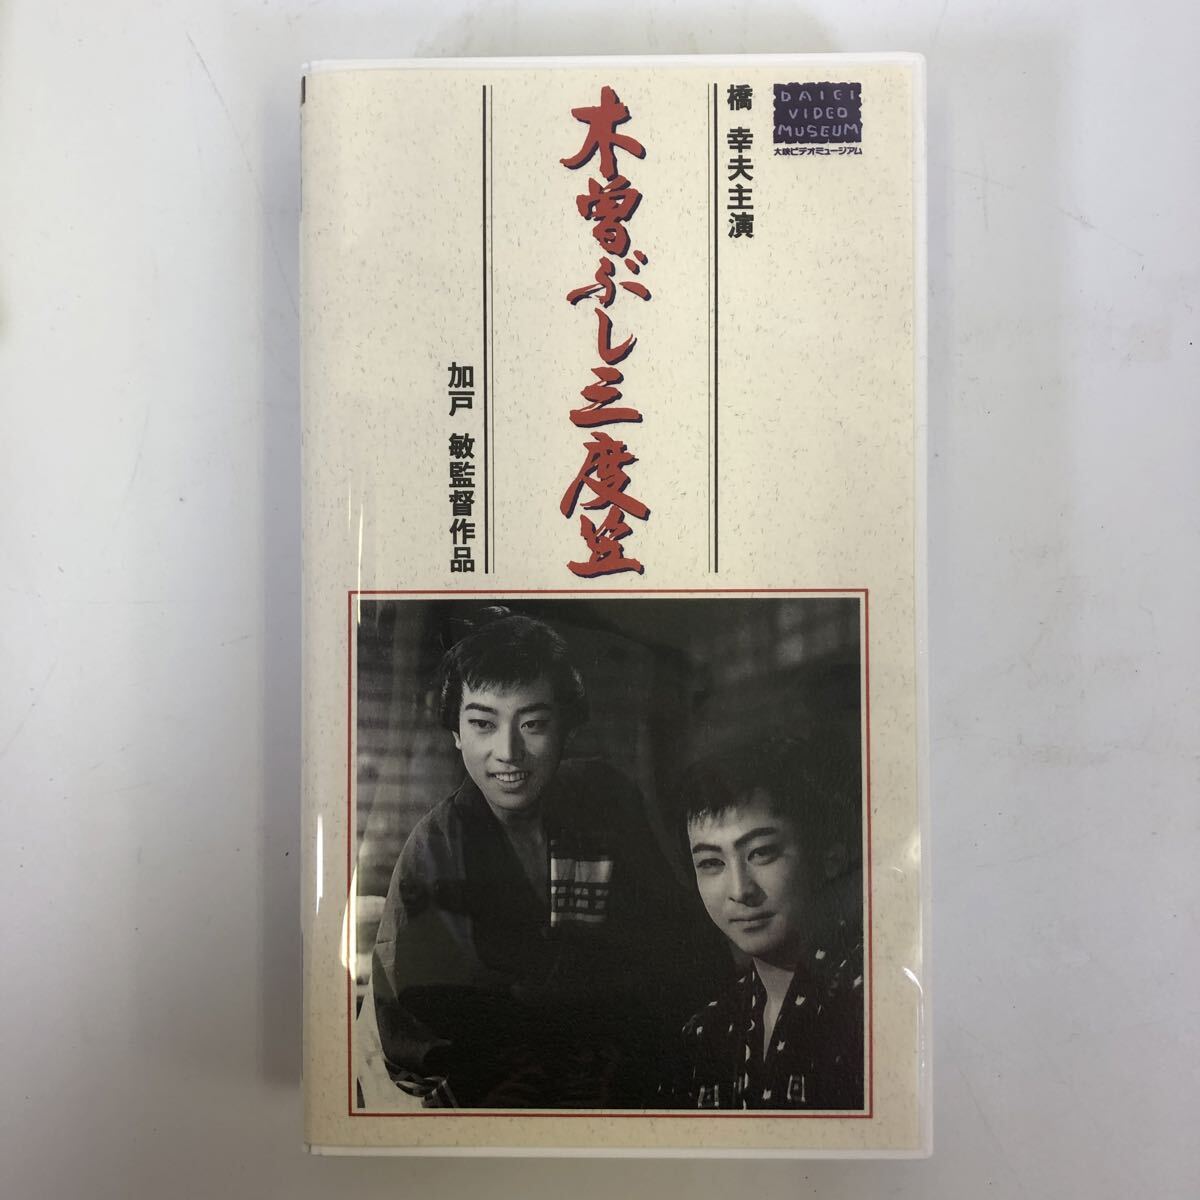 DAIEI
VIDEO
MUSEUM
大映ビデオミュージアム
橋 幸夫主演
木曽ぶし三度笠
加戸 敏監督作品